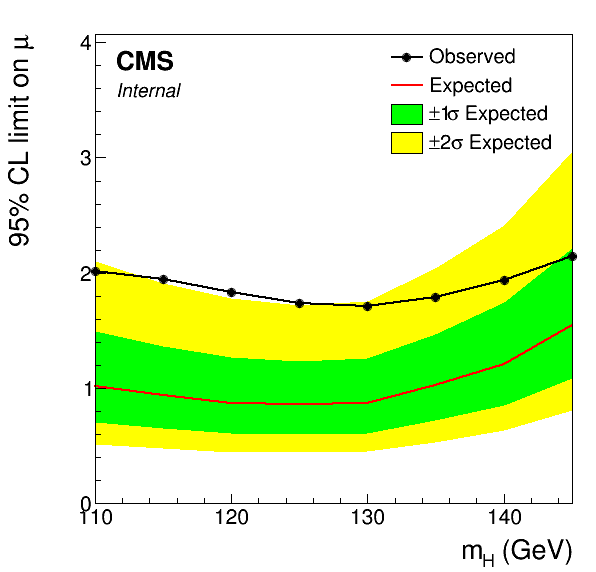 95% CL limit on μ
CMS
Internal
Observed
Expected
±1σ Expected
±2σ Expected
4
3
2
1
0
110
120
130
140
m_H (GeV)